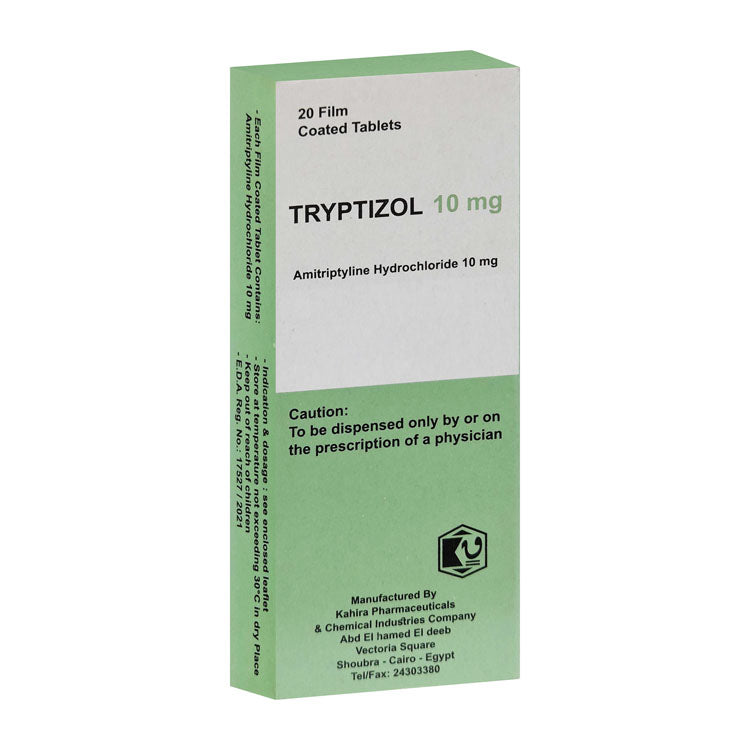 20 Film
Coated Tablets
TRYPTIZOL 10 mg
Amitriptyline Hydrochloride 10 mg
Caution:
To be dispensed only by or on
the prescription of a physician
Manufactured By
Kahira Pharmaceuticals
& Chemical Industries Company
Abd El hamed El deeb
Vectoria Square
Shoubra - Cairo - Egypt
Tel/Fax: 24303380
- Each Film Coated Tablet Contains:
Amitriptyline Hydrochloride 10 mg
- Indication & dosage : see enclosed leaflet
- Store at temperature not exceeding 30°C in dry Place
- Keep out of reach of children
- E.D.A. Reg. No.: 17527 / 2021